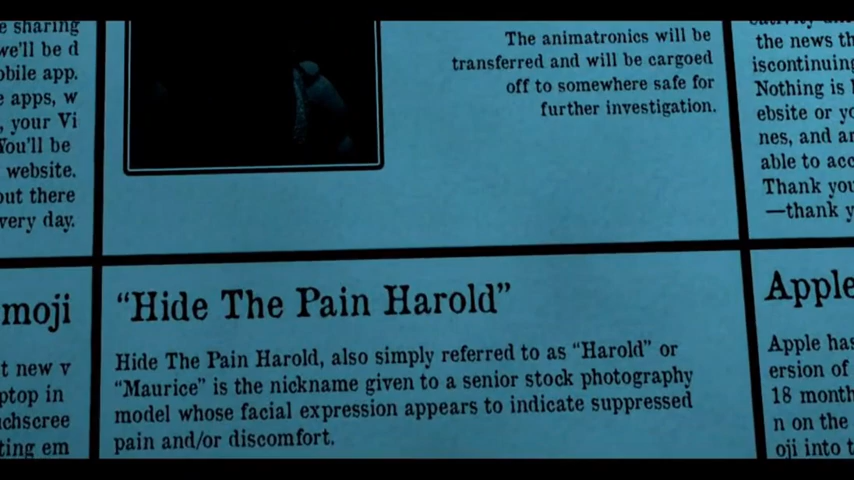 e sharing
we'll be d
obile app.
e apps, w
, your Vi
You'll be
website.
out there
very day.
The animatronics will be
transferred and will be cargoed
off to somewhere safe for
further investigation.
the news th
iscontinuing
Nothing is
ebsite or yo
nes, and an
able to acc
Thank you
—thank y
moji
t new v
ptop in
chscree
ting em
“Hide The Pain Harold”
Hide The Pain Harold, also simply referred to as “Harold” or
“Maurice” is the nickname given to a senior stock photography
model whose facial expression appears to indicate suppressed
pain and/or discomfort.
Apple
Apple has
ersion of
18 month
n on the
oji into t